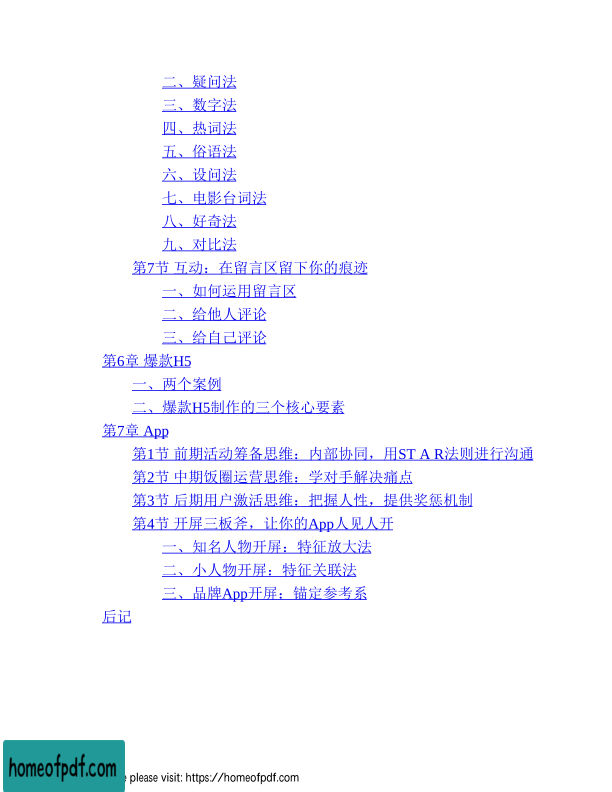 二、疑问法
三、数字法
四、热词法
五、俗语法
六、设问法
七、电影台词法
八、好奇法
九、对比法
第7节 互动：在留言区留下你的痕迹
一、如何运用留言区
二、给他人评论
三、给自己评论
第6章 爆款H5
一、两个案例
二、爆款H5制作的三个核心要素
第7章 App
第1节 前期活动筹备思维：内部协同，用ST A R法则进行沟通
第2节 中期饭圈运营思维：学对手解决痛点
第3节 后期用户激活思维：把握人性，提供奖惩机制
第4节 开屏三板斧，让你的App人见人开
一、知名人物开屏：特征放大法
二、小人物开屏：特征关联法
三、品牌App开屏：锚定参考系
后记
homeofpdf.com
please visit: https://homeofpdf.com